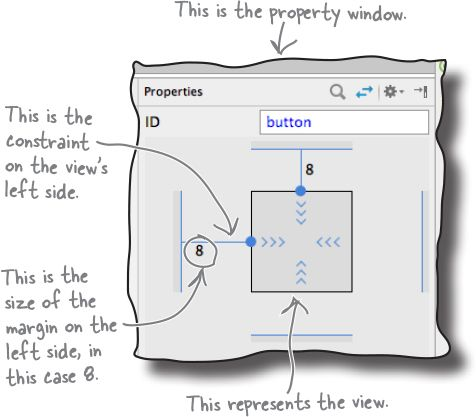 This is the property window.
Properties
ID
button
This is the
constraint
on the view's
left side.
8
8
This is the
size of the
margin on the
left side, in
this case 8.
This represents the view.